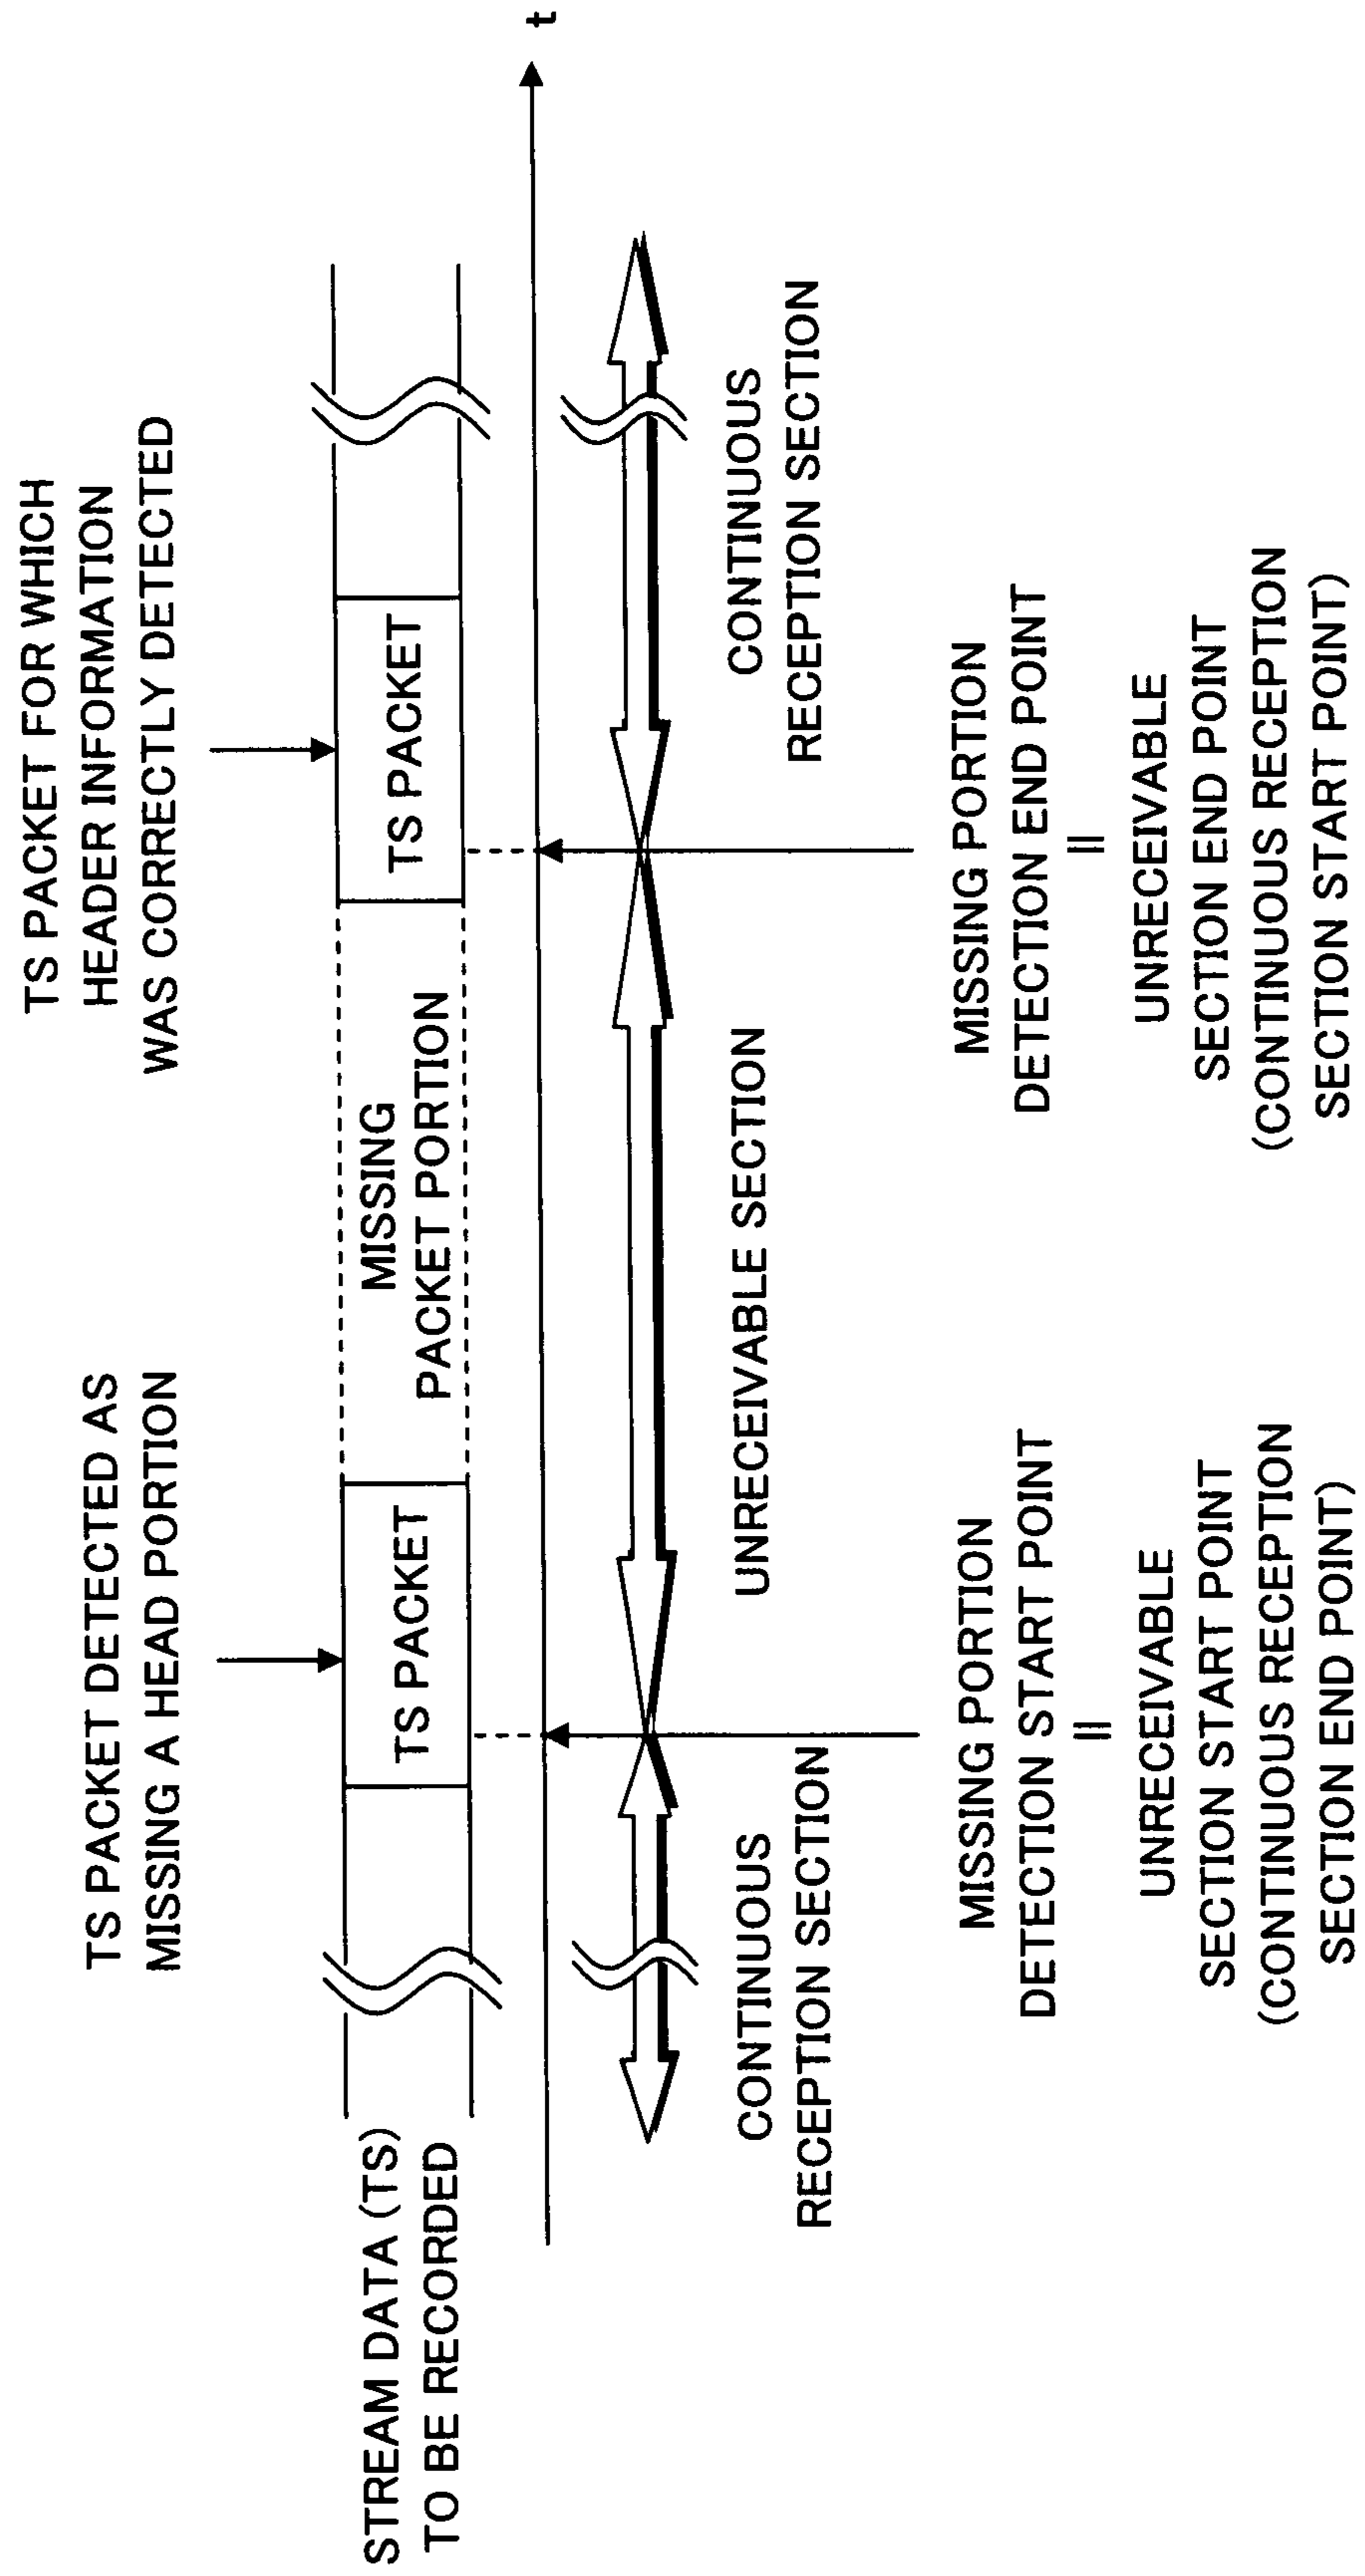 TS PACKET DETECTED AS
MISSING A HEAD PORTION
TS PACKET FOR WHICH
HEADER INFORMATION
WAS CORRECTLY DETECTED
STREAM DATA (TS)
TO BE RECORDED
TS PACKET
MISSING
PACKET PORTION
TS PACKET
t
CONTINUOUS
RECEPTION SECTION
UNRECEIVABLE SECTION
CONTINUOUS
RECEPTION SECTION
MISSING PORTION
DETECTION START POINT
=
UNRECEIVABLE
SECTION START POINT
(CONTINUOUS RECEPTION
SECTION END POINT)
MISSING PORTION
DETECTION END POINT
=
UNRECEIVABLE
SECTION END POINT
(CONTINUOUS RECEPTION
SECTION START POINT)